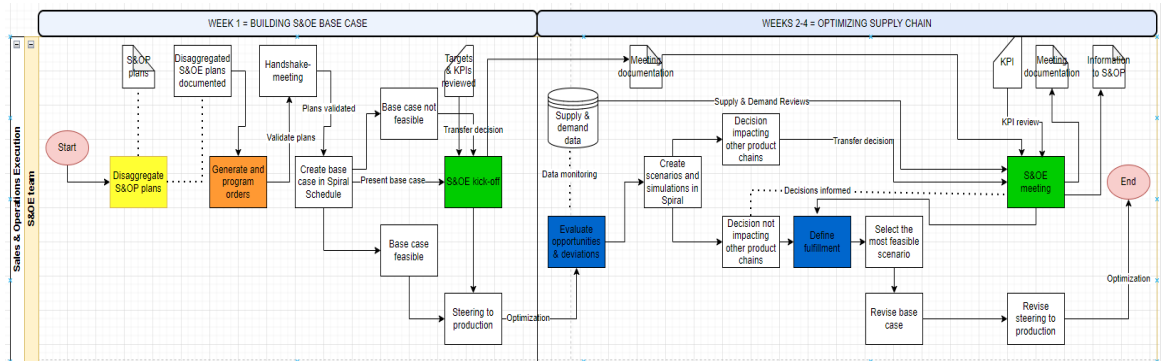 WEEK 1 = BUILDING S&OE BASE CASE
WEEKS 2-4 = OPTIMIZING SUPPLY CHAIN
Sales & Operations Execution
S&OE team
Start
S&OP
plans
Disaggregate
S&OP plans
Disaggregated
S&OE plans
documented
Generate and
program
orders
Handshake-
meeting
Validate plans
Plans validated
Create base
case in Spiral
Schedule
Base case not
feasible
Present base case
Base case
feasible
Targets
& KPIs
reviewed
Transfer decision
S&OE kick-off
Steering to
production
Optimization
Meeting
documentation
Supply &
demand
data
Supply & Demand Reviews
Data monitoring
Evaluate
opportunities
& deviations
Create
scenarios and
simulations in
Spiral
Decision
impacting
other product
chains
Transfer decision
Decisions informed
Decision not
impacting
other product
chains
Define
fulfillment
Select the
most feasible
scenario
Revise base
case
Revise
steering to
production
KPI
Meeting
documentation
Information
to S&OP
KPI review
S&OE
meeting
End
Optimization